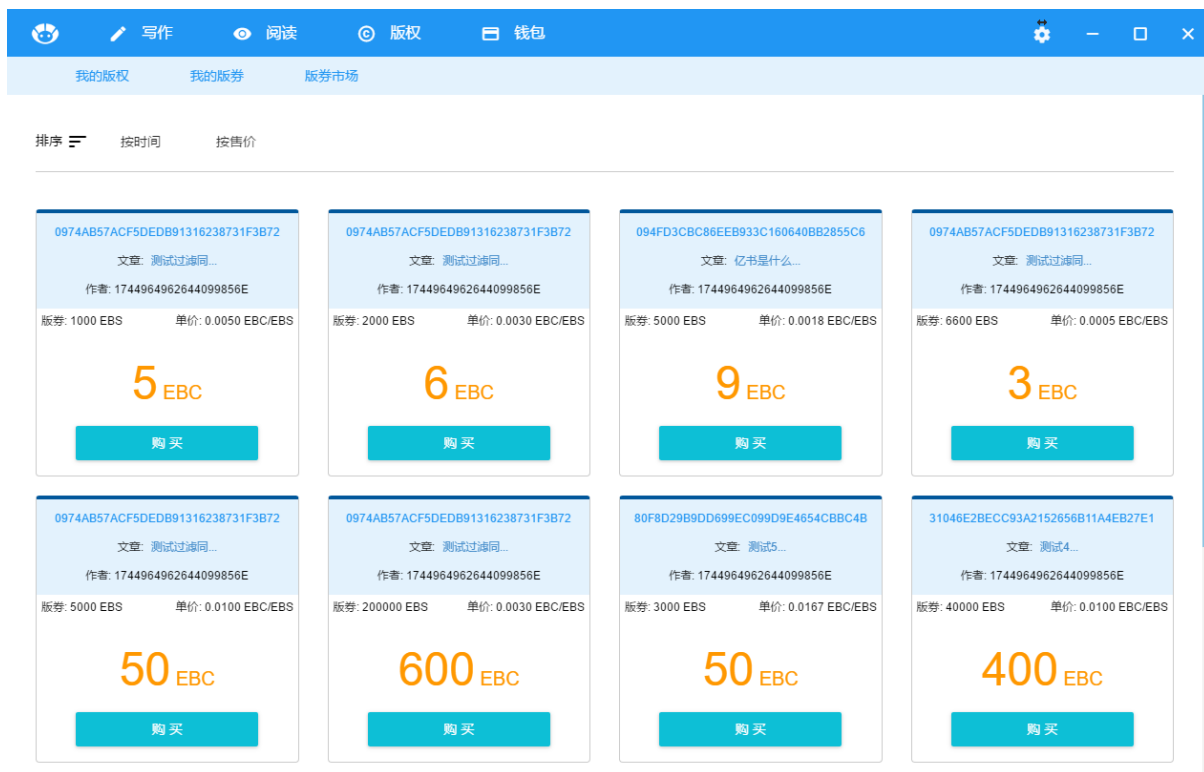 写作 阅读 © 版权 钱包
我的版权 我的版券 版券市场
排序 按时间 按售价
0974AB57ACF5DEDB91316238731F3B72
文章: 测试过滤同...
作者: 1744964962644099856E
版券: 1000 EBS 单价: 0.0050 EBC/EBS
5 EBC
购 买
0974AB57ACF5DEDB91316238731F3B72
文章: 测试过滤同...
作者: 1744964962644099856E
版券: 2000 EBS 单价: 0.0030 EBC/EBS
6 EBC
购 买
094FD3CBC86EEB933C160640BB2855C6
文章: 亿书是什么...
作者: 1744964962644099856E
版券: 5000 EBS 单价: 0.0018 EBC/EBS
9 EBC
购 买
0974AB57ACF5DEDB91316238731F3B72
文章: 测试过滤同...
作者: 1744964962644099856E
版券: 6600 EBS 单价: 0.0005 EBC/EBS
3 EBC
购 买
0974AB57ACF5DEDB91316238731F3B72
文章: 测试过滤同...
作者: 1744964962644099856E
版券: 5000 EBS 单价: 0.0100 EBC/EBS
50 EBC
购 买
0974AB57ACF5DEDB91316238731F3B72
文章: 测试过滤同...
作者: 1744964962644099856E
版券: 200000 EBS 单价: 0.0030 EBC/EBS
600 EBC
购 买
80F8D29B9DD699EC099D9E4654CBBC4B
文章: 测试5...
作者: 1744964962644099856E
版券: 3000 EBS 单价: 0.0167 EBC/EBS
50 EBC
购 买
31046E2BECC93A2152656B11A4EB27E1
文章: 测试4...
作者: 1744964962644099856E
版券: 40000 EBS 单价: 0.0100 EBC/EBS
400 EBC
购 买